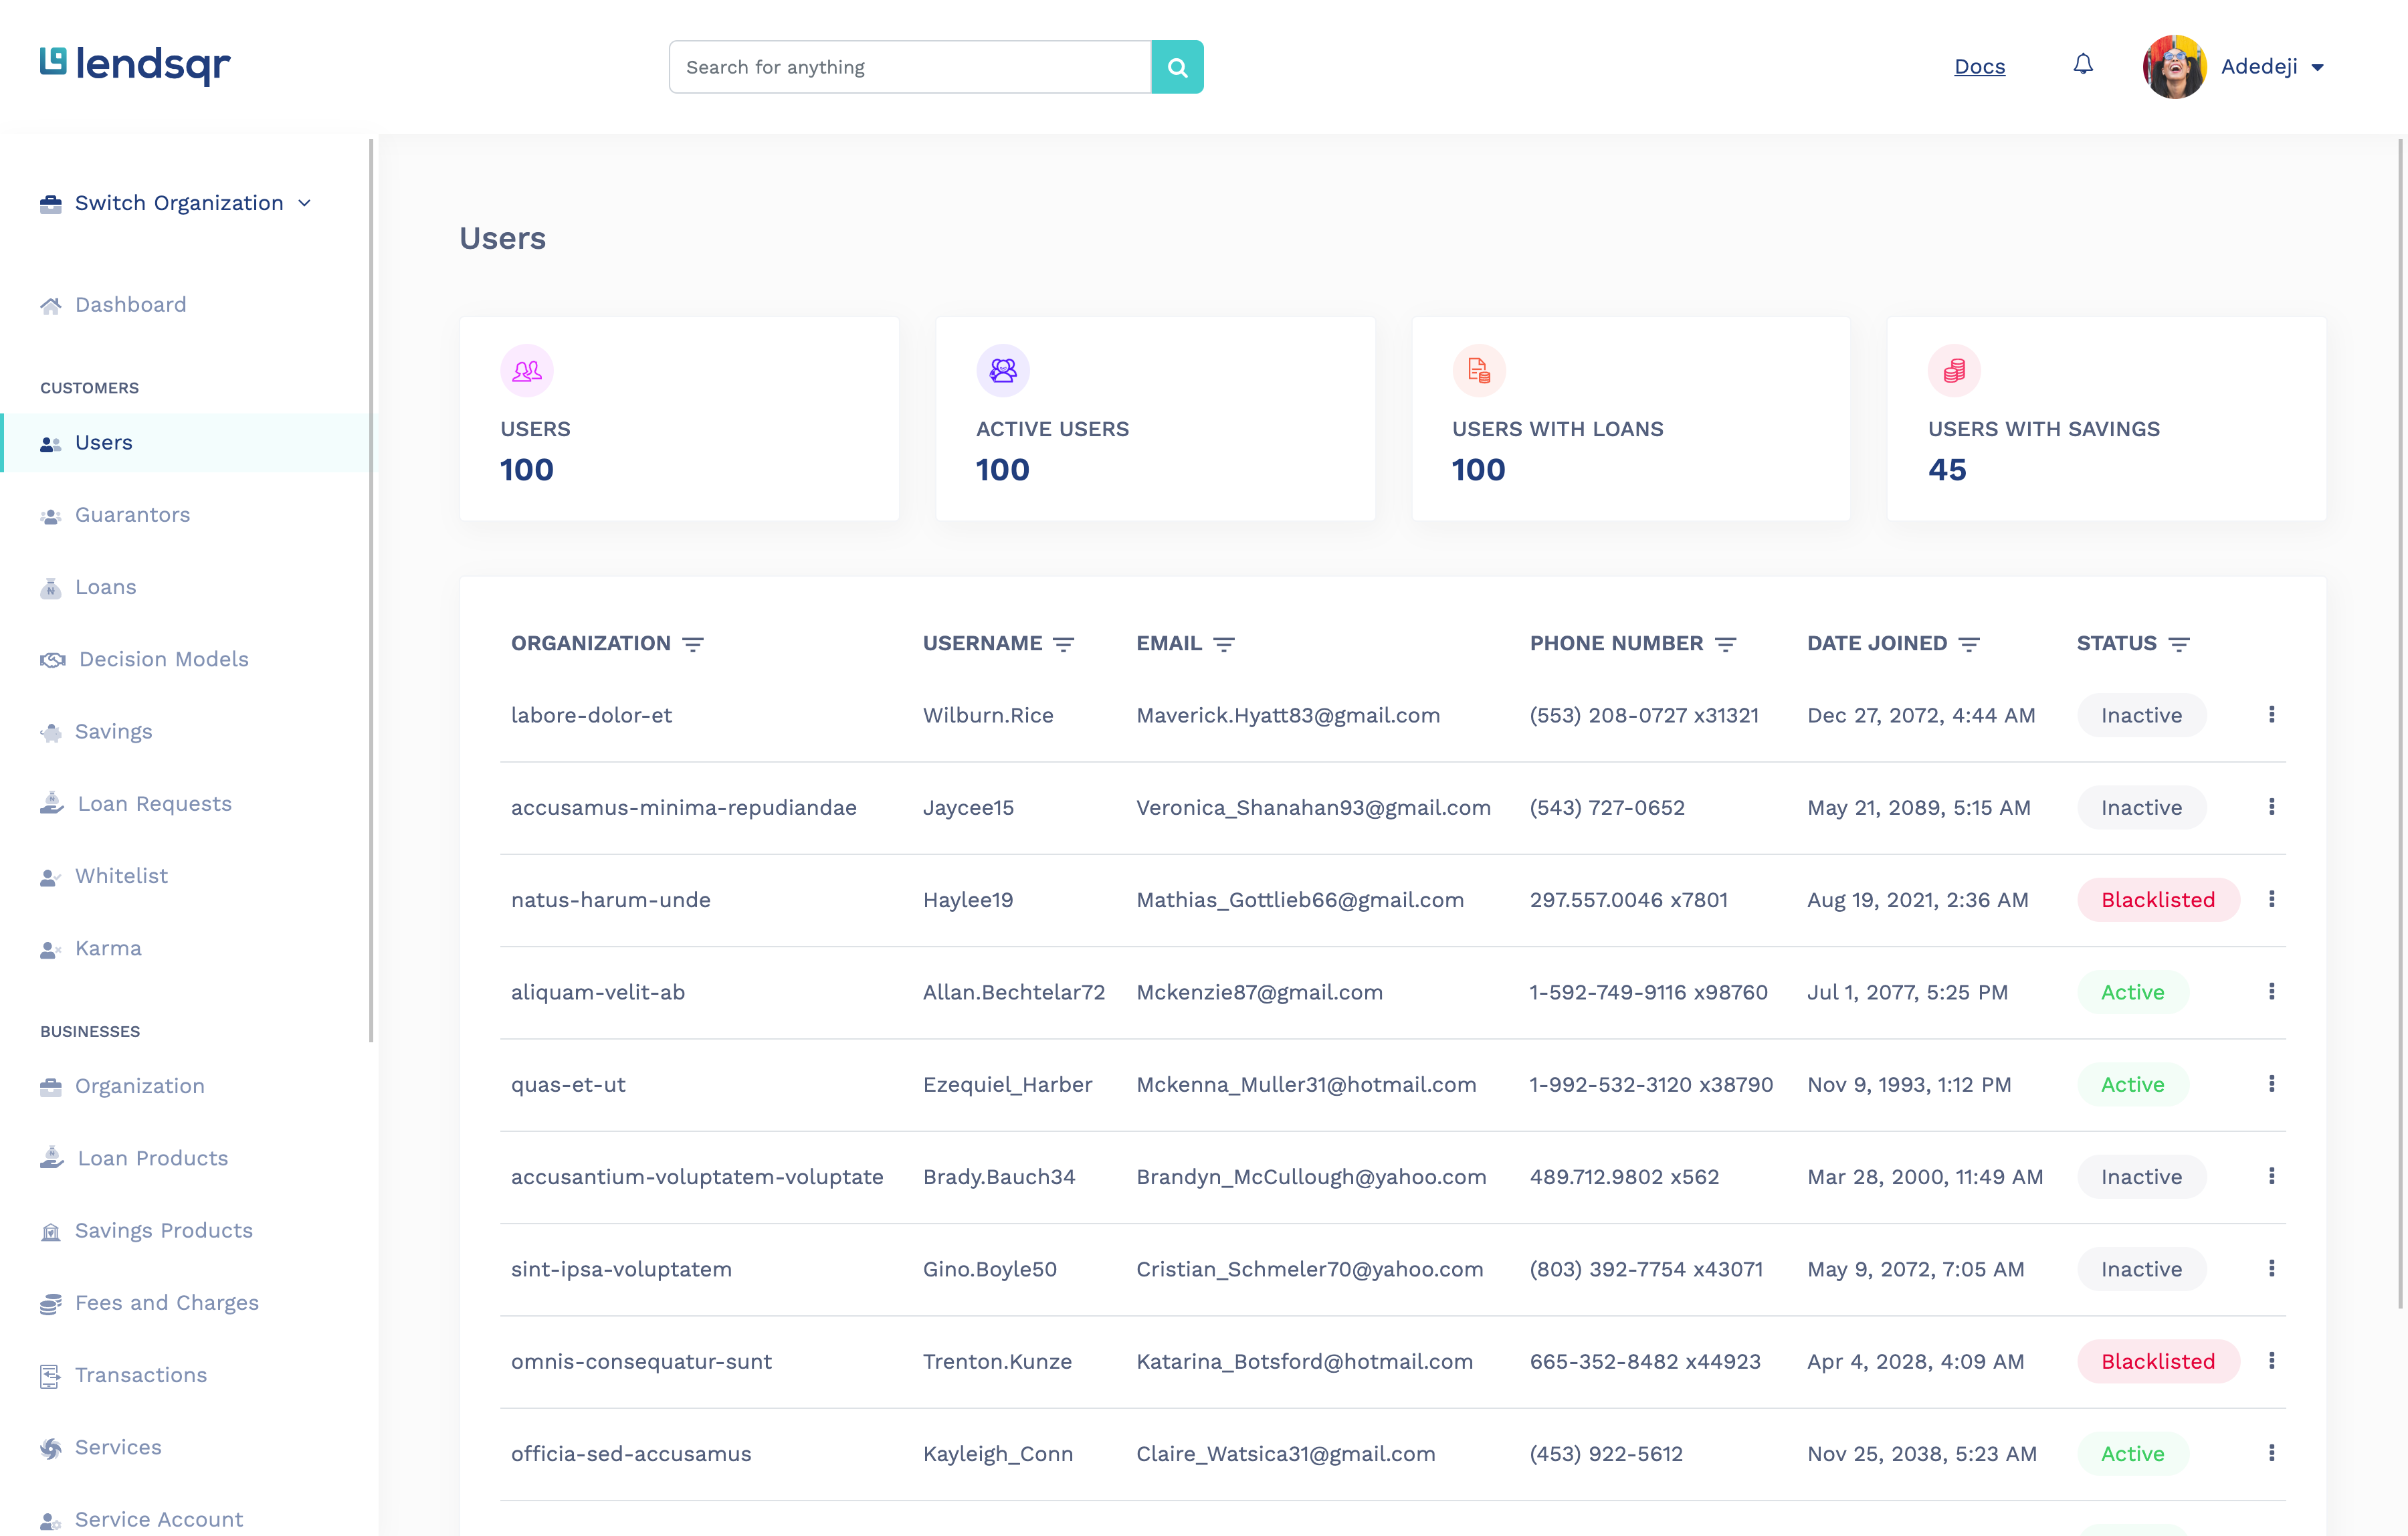 lendsqr
Search for anything
Docs
Adedeji
Switch Organization
Dashboard
CUSTOMERS
Users
Guarantors
Loans
Decision Models
Savings
Loan Requests
Whitelist
Karma
BUSINESSES
Organization
Loan Products
Savings Products
Fees and Charges
Transactions
Services
Service Account
Users
USERS
100
ACTIVE USERS
100
USERS WITH LOANS
100
USERS WITH SAVINGS
45
ORGANIZATION USERNAME EMAIL PHONE NUMBER DATE JOINED STATUS
labore-dolor-et Wilburn.Rice Maverick.Hyatt83@gmail.com (553) 208-0727 x31321 Dec 27, 2072, 4:44 AM Inactive
accusamus-minima-repudiandae Jaycee15 Veronica_Shanahan93@gmail.com (543) 727-0652 May 21, 2089, 5:15 AM Inactive
natus-harum-unde Haylee19 Mathias_Gottlieb66@gmail.com 297.557.0046 x7801 Aug 19, 2021, 2:36 AM Blacklisted
aliquam-velit-ab Allan.Bechtelar72 Mckenzie87@gmail.com 1-592-749-9116 x98760 Jul 1, 2077, 5:25 PM Active
quas-et-ut Ezequiel_Harber Mckenna_Muller31@hotmail.com 1-992-532-3120 x38790 Nov 9, 1993, 1:12 PM Active
accusantium-voluptatem-voluptate Brady.Bauch34 Brandyn_McCullough@yahoo.com 489.712.9802 x562 Mar 28, 2000, 11:49 AM Inactive
sint-ipsa-voluptatem Gino.Boyle50 Cristian_Schmeler70@yahoo.com (803) 392-7754 x43071 May 9, 2072, 7:05 AM Inactive
omnis-consequatur-sunt Trenton.Kunze Katarina_Botsford@hotmail.com 665-352-8482 x44923 Apr 4, 2028, 4:09 AM Blacklisted
officia-sed-accusamus Kayleigh_Conn Claire_Watsica31@gmail.com (453) 922-5612 Nov 25, 2038, 5:23 AM Active